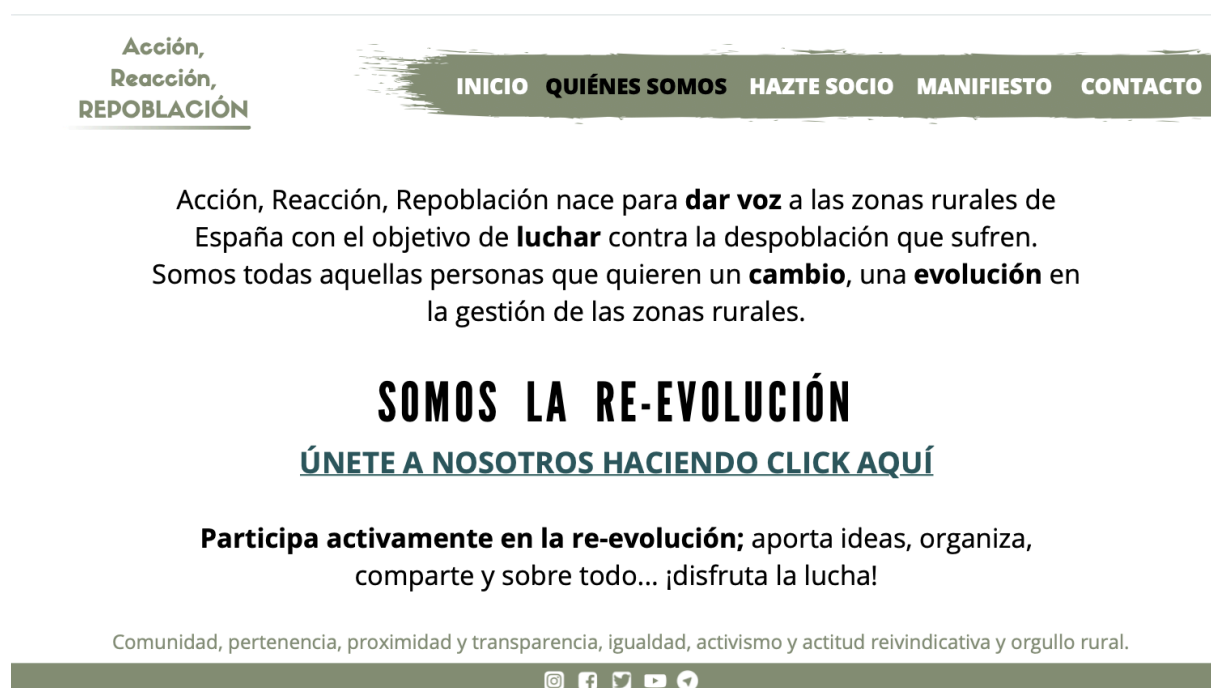 Acción,
Reacción,
REPOBLACIÓN
INICIO QUIÉNES SOMOS HAZTE SOCIO MANIFIESTO CONTACTO
Acción, Reacción, Repoblación nace para dar voz a las zonas rurales de
España con el objetivo de luchar contra la despoblación que sufren.
Somos todas aquellas personas que quieren un cambio, una evolución en
la gestión de las zonas rurales.
SOMOS LA RE-EVOLUCIÓN
ÚNETE A NOSOTROS HACIENDO CLICK AQUÍ
Participa activamente en la re-evolución; aporta ideas, organiza,
comparte y sobre todo... ¡disfruta la lucha!
Comunidad, pertenencia, proximidad y transparencia, igualdad, activismo y actitud reivindicativa y orgullo rural.